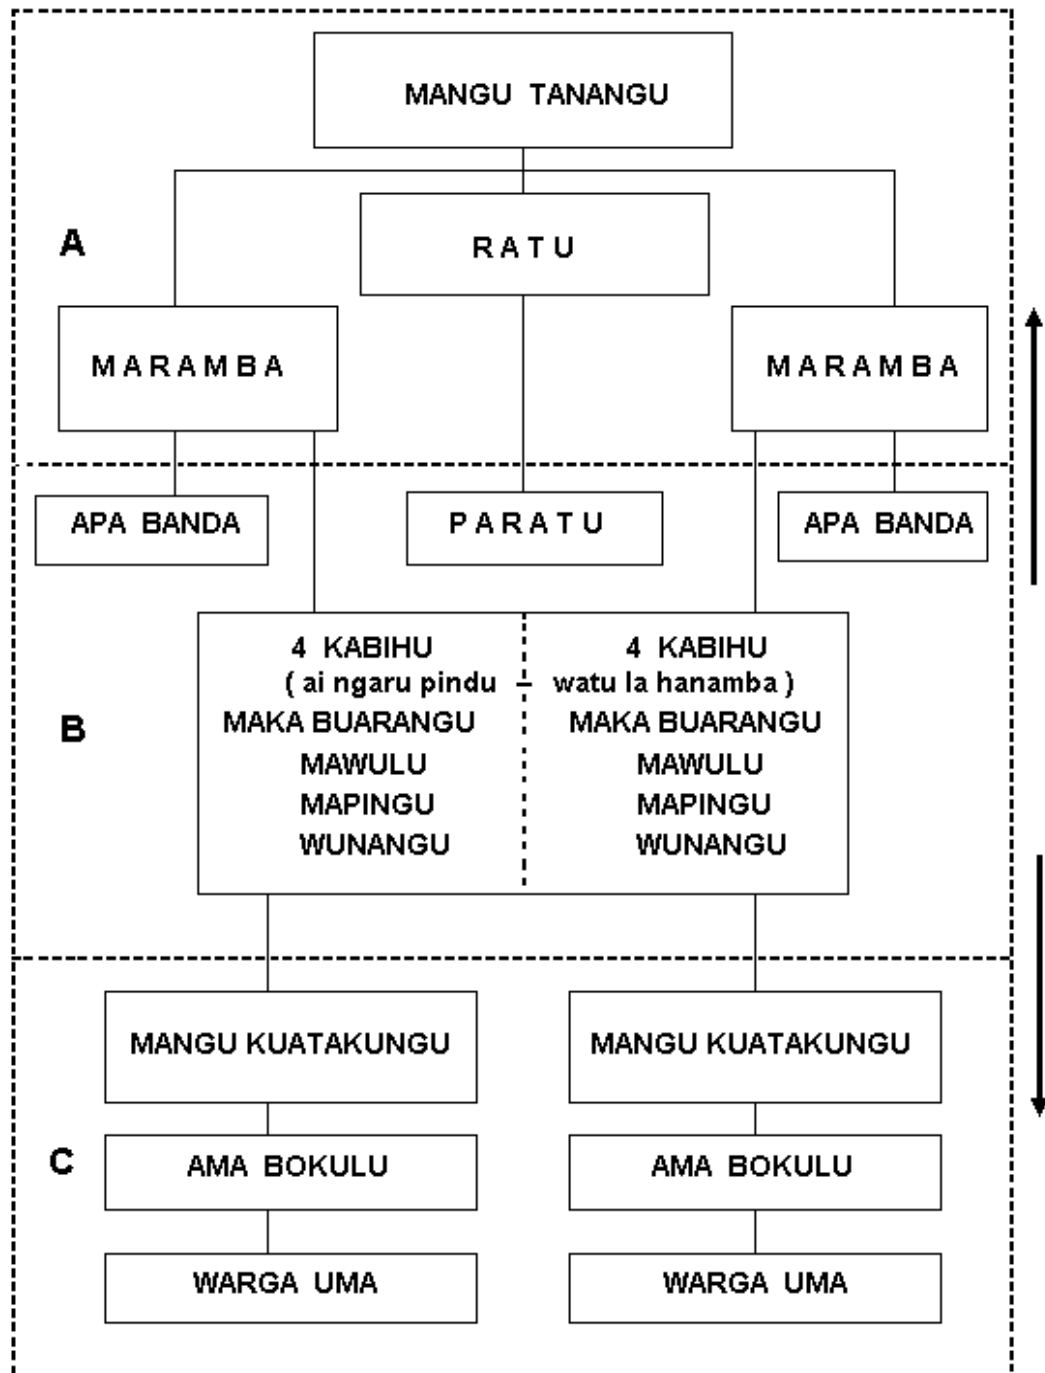 MANGU TANANGU
RATU
A
MARAMBA
MARAMBA
APA BANDA
PARATU
APA BANDA
4 KABIHU
4 KABIHU
( ai ngaru pindu – watu la hanamba )
B
MAKA BUARANGU
MAKA BUARANGU
MAWULU
MAWULU
MAPINGU
MAPINGU
WUNANGU
WUNANGU
MANGU KUATAKUNGU
MANGU KUATAKUNGU
C
AMA BOKULU
AMA BOKULU
WARGA UMA
WARGA UMA